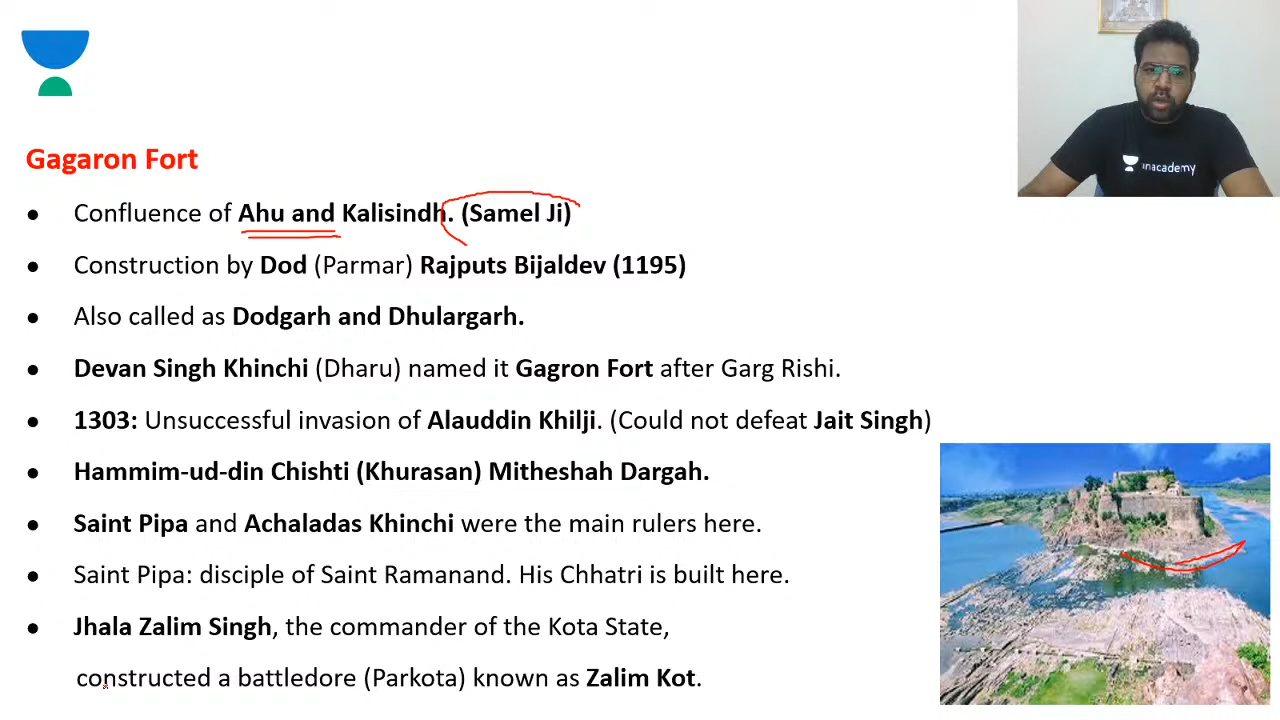 unacademy
Gagaron Fort
● Confluence of Ahu and Kalisindh. (Samel Ji)
● Construction by Dod (Parmar) Rajputs Bijaldev (1195)
● Also called as Dodgarh and Dhulargarh.
● Devan Singh Khinchi (Dharu) named it Gagron Fort after Garg Rishi.
● 1303: Unsuccessful invasion of Alauddin Khilji. (Could not defeat Jait Singh)
● Hammim-ud-din Chishti (Khurasan) Mitheshah Dargah.
● Saint Pipa and Achaladas Khinchi were the main rulers here.
● Saint Pipa: disciple of Saint Ramanand. His Chhatri is built here.
● Jhala Zalim Singh, the commander of the Kota State,
constructed a battledore (Parkota) known as Zalim Kot.